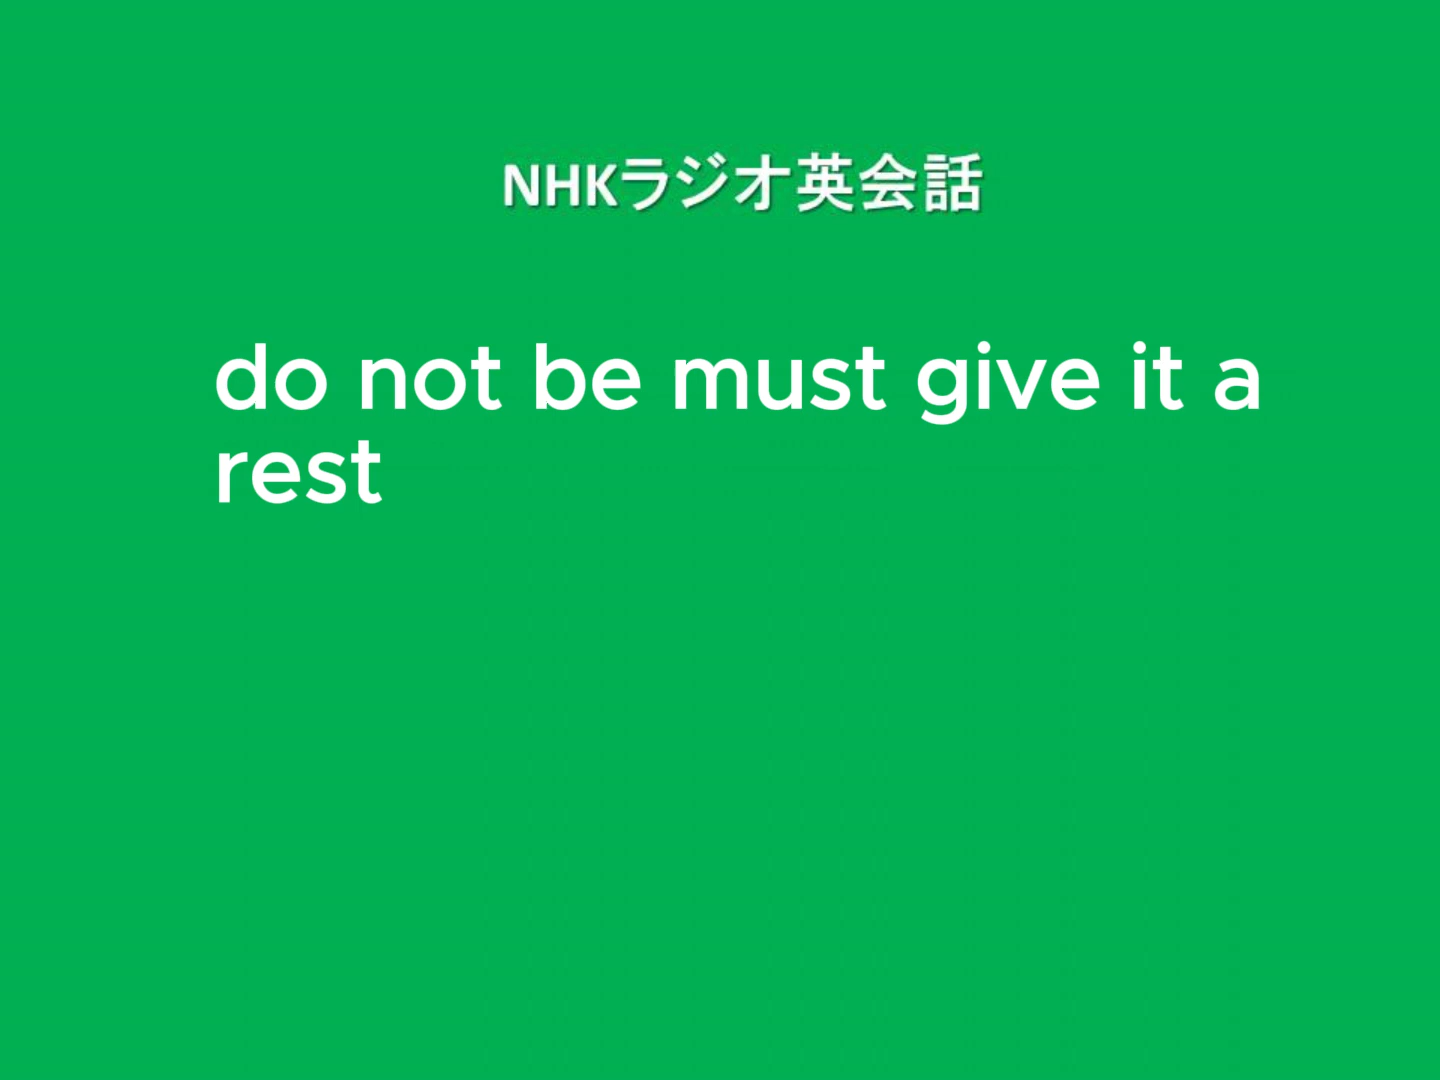 NHKラジオ英会話
do not be must give it a
rest